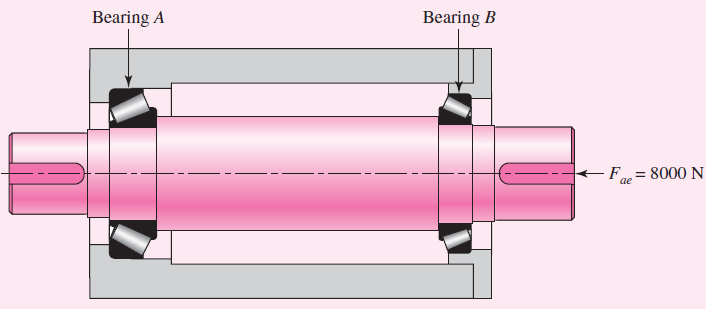 Bearing A
Bearing B
F_ae = 8000 N